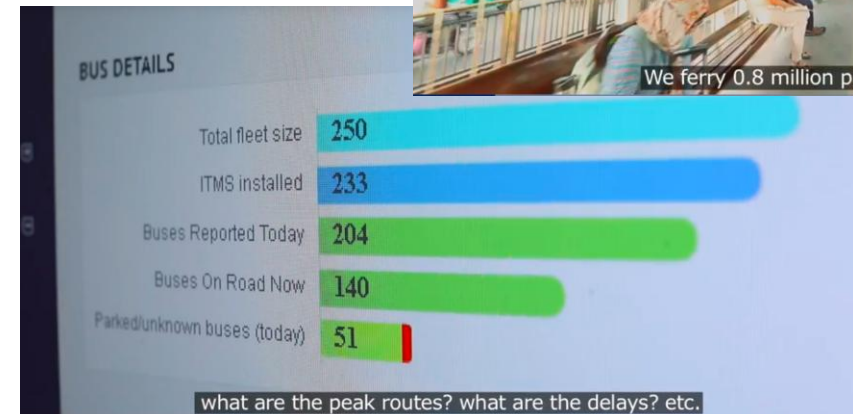 We ferry 0.8 million p
BUS DETAILS
Total fleet size 250
ITMS installed 233
Buses Reported Today 204
Buses On Road Now 140
Parked/unknown buses (today) 51
what are the peak routes? what are the delays? etc.